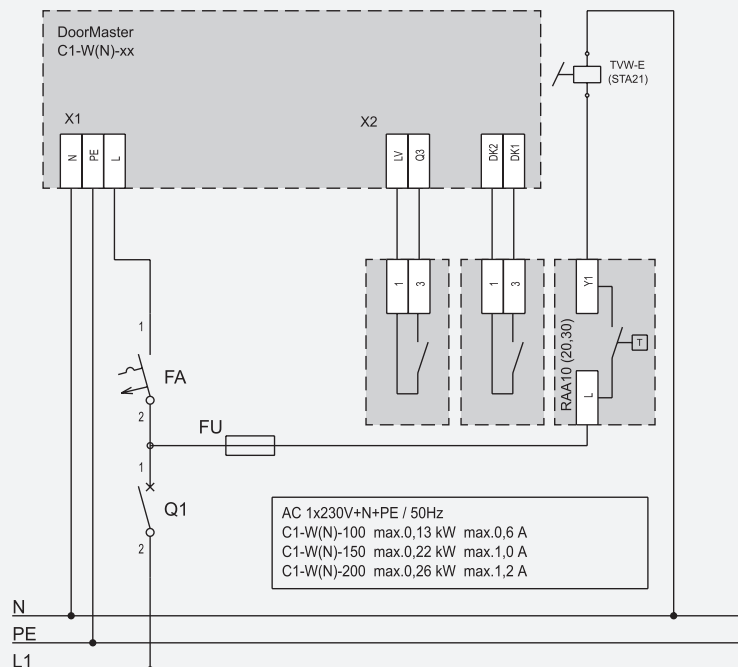 DoorMaster
C1-W(N)-xx
TVW-E
(STA21)
X1
X2
N
PE
L
LV
Q3
DK2
DK1
1
3
1
3
Y1
RAA10 (20,30)
T
L
1
FA
2
FU
1
Q1
2
AC 1x230V+N+PE / 50Hz
C1-W(N)-100 max.0,13 kW max.0,6 A
C1-W(N)-150 max.0,22 kW max.1,0 A
C1-W(N)-200 max.0,26 kW max.1,2 A
N
PE
L1